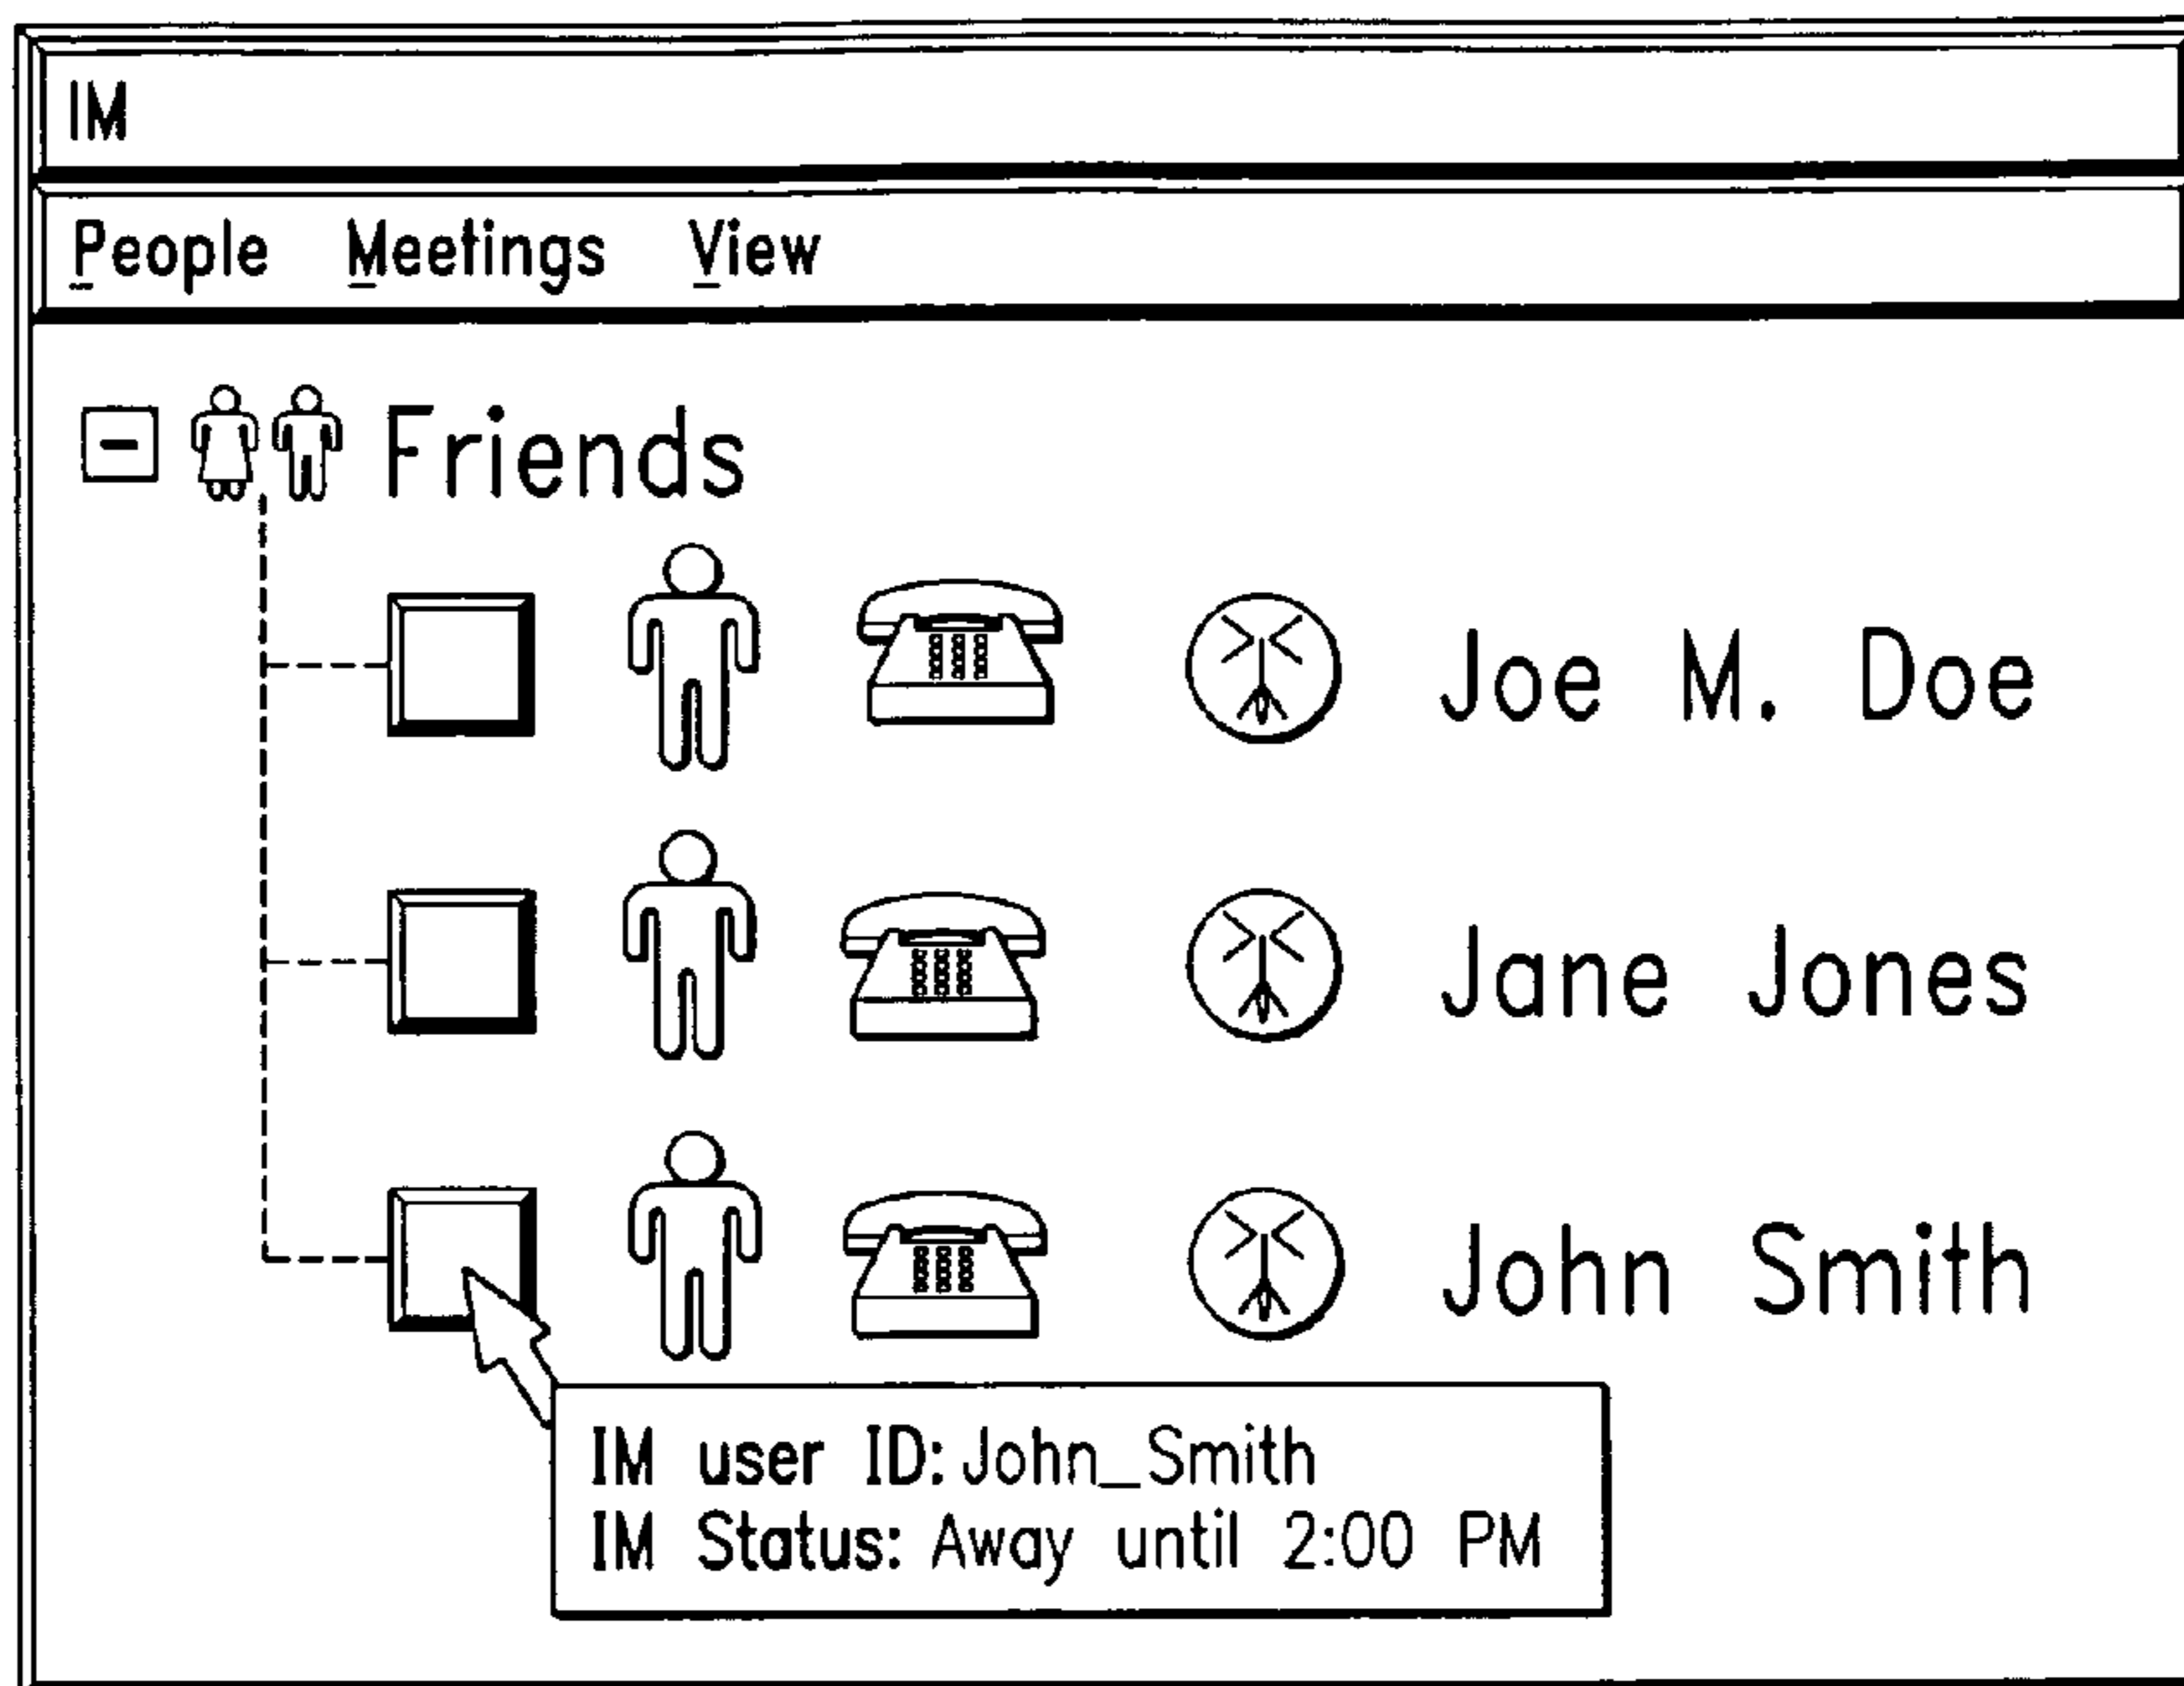 IM
People Meetings View
Friends
Joe M. Doe
Jane Jones
John Smith
IM user ID: John_Smith
IM Status: Away until 2:00 PM